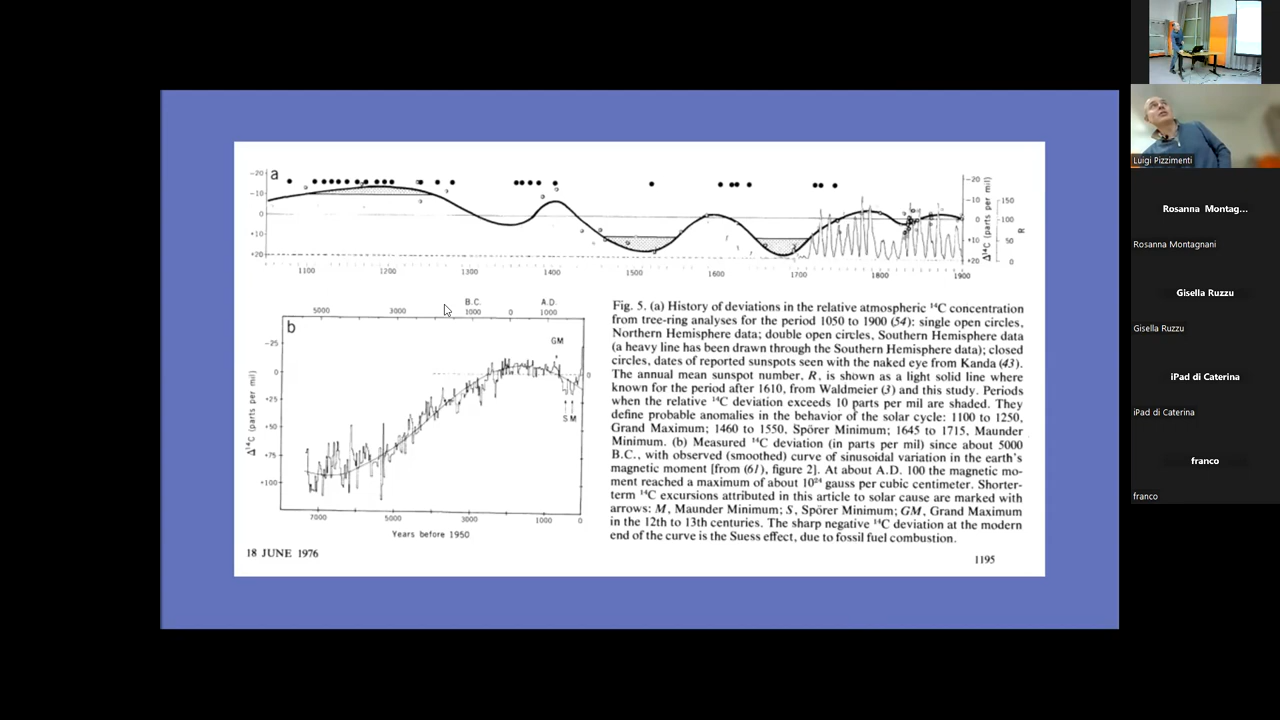 a
-20
-10
0
+10
+20
1100
1200
1300
1400
1500
1600
1700
1800
1900
-20
-10
0
+10
+20
Δ¹⁴C (parts per mil)
150
100
50
0
R
b
B.C.
A.D.
5000
3000
1000
0
1000
-25
0
+25
+50
+75
+100
Δ¹⁴C (parts per mil)
GM
0
S M
7000
5000
3000
1000
0
Years before 1950
Fig. 5. (a) History of deviations in the relative atmospheric ¹⁴C concentration
from tree-ring analyses for the period 1050 to 1900 (54): single open circles,
Northern Hemisphere data; double open circles, Southern Hemisphere data
(a heavy line has been drawn through the Southern Hemisphere data); closed
circles, dates of reported sunspots seen with the naked eye from Kanda (43).
The annual mean sunspot number, R, is shown as a light solid line where
known for the period after 1610, from Waldmeier (3) and this study. Periods
when the relative ¹⁴C deviation exceeds 10 parts per mil are shaded. They
define probable anomalies in the behavior of the solar cycle: 1100 to 1250,
Grand Maximum; 1460 to 1550, Spörer Minimum; 1645 to 1715, Maunder
Minimum. (b) Measured ¹⁴C deviation (in parts per mil) since about 5000
B.C., with observed (smoothed) curve of sinusoidal variation in the earth's
magnetic moment [from (61), figure 2]. At about A.D. 100 the magnetic mo-
ment reached a maximum of about 10²⁴ gauss per cubic centimeter. Shorter-
term ¹⁴C excursions attributed in this article to solar cause are marked with
arrows: M, Maunder Minimum; S, Spörer Minimum; GM, Grand Maximum
in the 12th to 13th centuries. The sharp negative ¹⁴C deviation at the modern
end of the curve is the Suess effect, due to fossil fuel combustion.
18 JUNE 1976
1195
Luigi Pizzimenti
Rosanna Montag...
Rosanna Montagnani
Gisella Ruzzu
Gisella Ruzzu
iPad di Caterina
iPad di Caterina
franco
franco